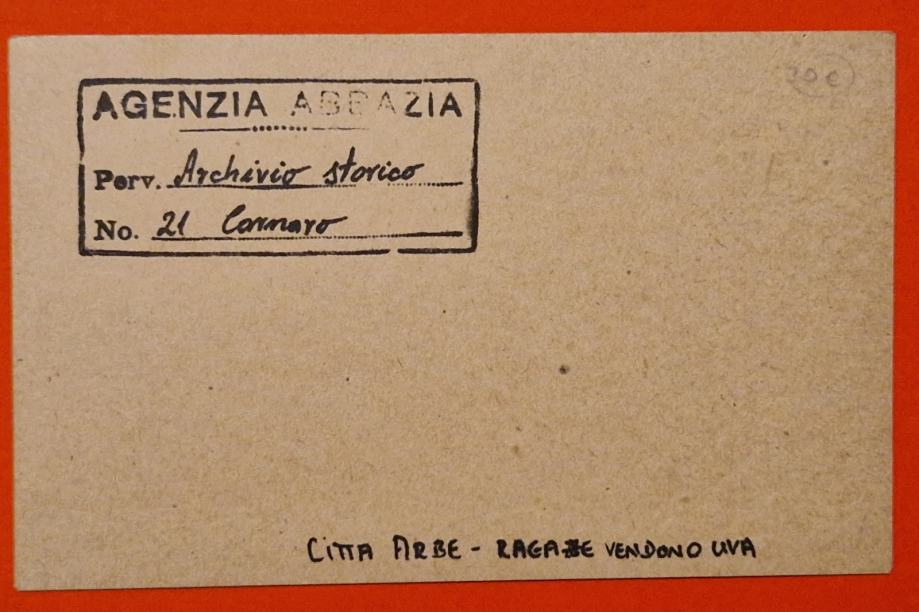 20 €
AGENZIA ABBAZIA
Perv. Archivio storico
No. 21 Carnaro
CITTA ARBE - RAGAZZE VENDONO UVA